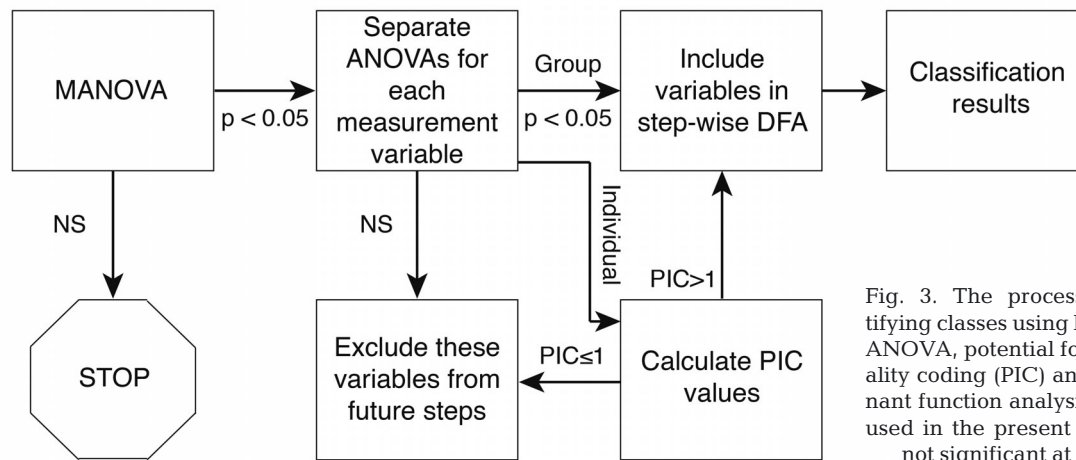 MANOVA
p < 0.05
NS
STOP
Separate
ANOVAs for
each
measurement
variable
Group
p < 0.05
NS
Individual
Include
variables in
step-wise DFA
Classification
results
PIC>1
Exclude these
variables from
future steps
PIC≤1
Calculate PIC
values
Fig. 3. The process
tifying classes using
ANOVA, potential fo
ality coding (PIC) an
nant function analysi
used in the present
not significant at